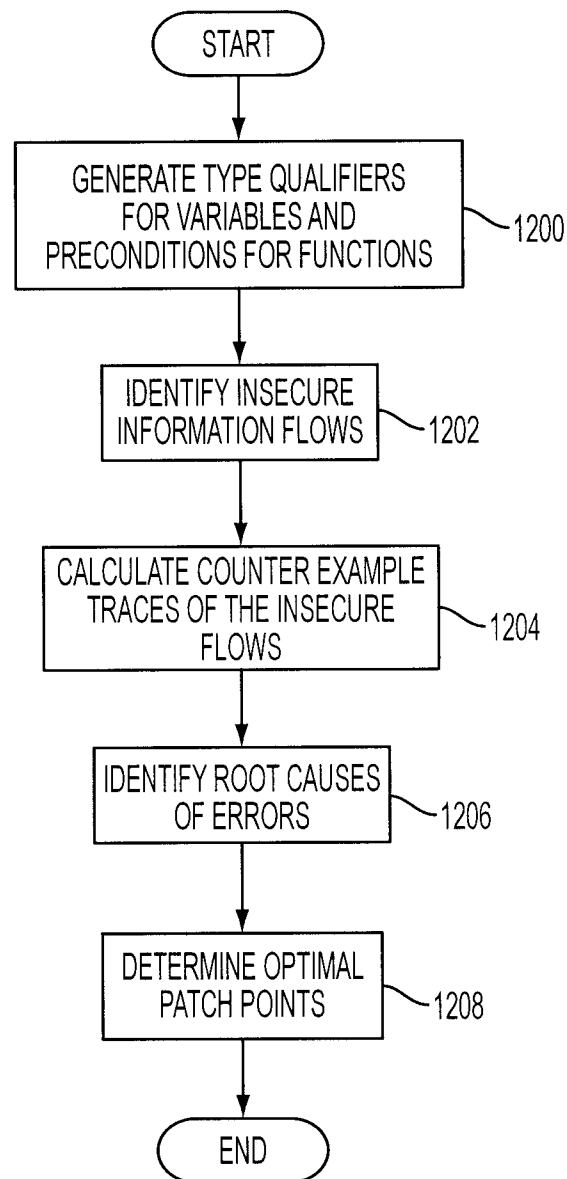 START
GENERATE TYPE QUALIFIERS
FOR VARIABLES AND
PRECONDITIONS FOR FUNCTIONS
1200
IDENTIFY INSECURE
INFORMATION FLOWS
1202
CALCULATE COUNTER EXAMPLE
TRACES OF THE INSECURE
FLOWS
1204
IDENTIFY ROOT CAUSES
OF ERRORS
1206
DETERMINE OPTIMAL
PATCH POINTS
1208
END